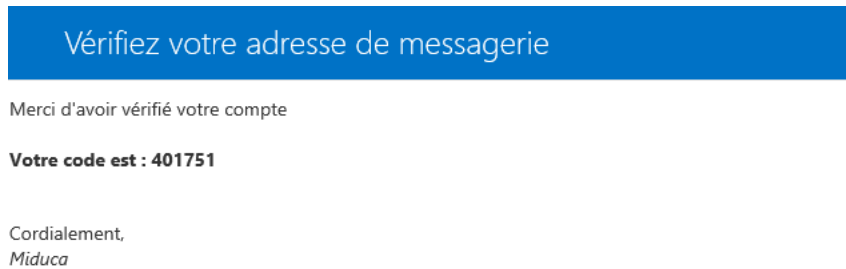 Vérifiez votre adresse de messagerie
Merci d'avoir vérifié votre compte
Votre code est : 401751
Cordialement,
Miduca